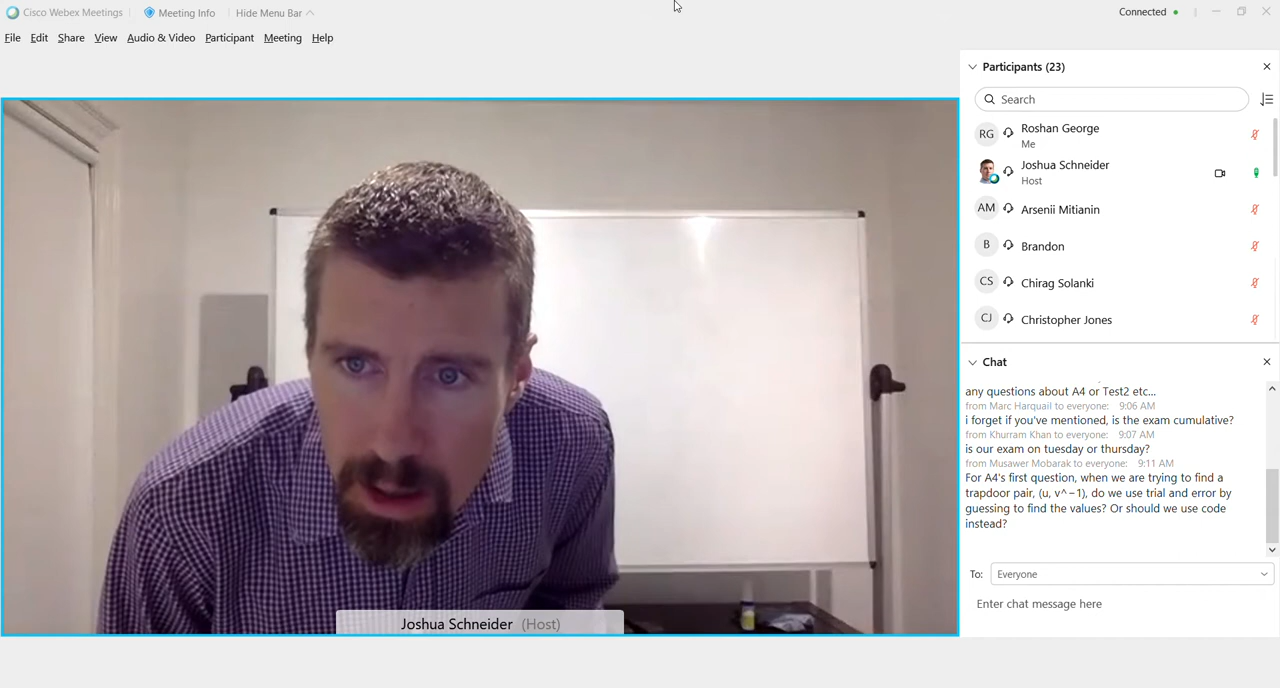 Cisco Webex Meetings
Meeting Info
Hide Menu Bar
Connected
File Edit Share View Audio & Video Participant Meeting Help
Participants (23)
Search
RG
Roshan George
Me
Joshua Schneider
Host
AM
Arsenii Mitianin
B
Brandon
CS
Chirag Solanki
CJ
Christopher Jones
Chat
any questions about A4 or Test2 etc...
from Marc Harquail to everyone: 9:06 AM
i forget if you've mentioned, is the exam cumulative?
from Khurram Khan to everyone: 9:07 AM
is our exam on tuesday or thursday?
from Musawer Mobarak to everyone: 9:11 AM
For A4's first question, when we are trying to find a
trapdoor pair, (u, v^−1), do we use trial and error by
guessing to find the values? Or should we use code
instead?
To: Everyone
Enter chat message here
Joshua Schneider (Host)